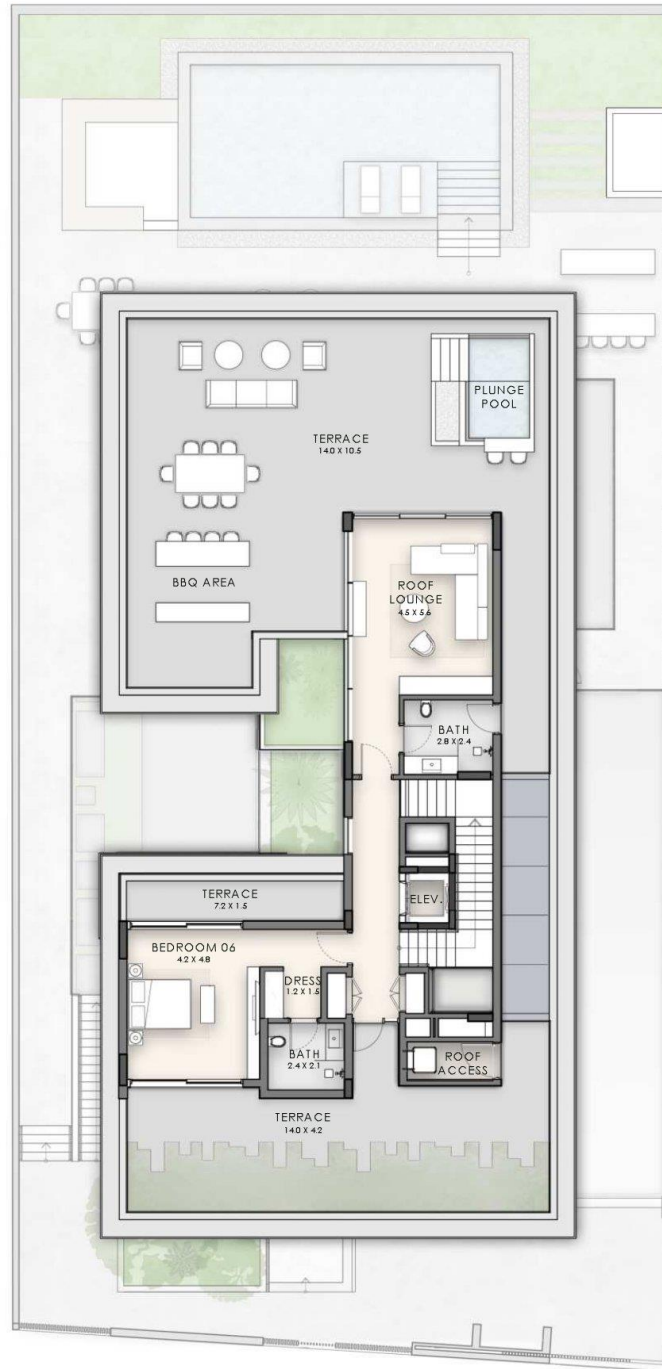 PLUNGE
POOL
TERRACE
14.0 X 10.5
BBQ AREA
ROOF
LOUNGE
4.5 X 5.6
BATH
2.8 X 2.4
TERRACE
7.2 X 1.5
ELEV.
BEDROOM 06
4.2 X 4.8
DRESS
1.2 X 1.5
BATH
2.4 X 2.1
ROOF
ACCESS
TERRACE
14.0 X 4.2